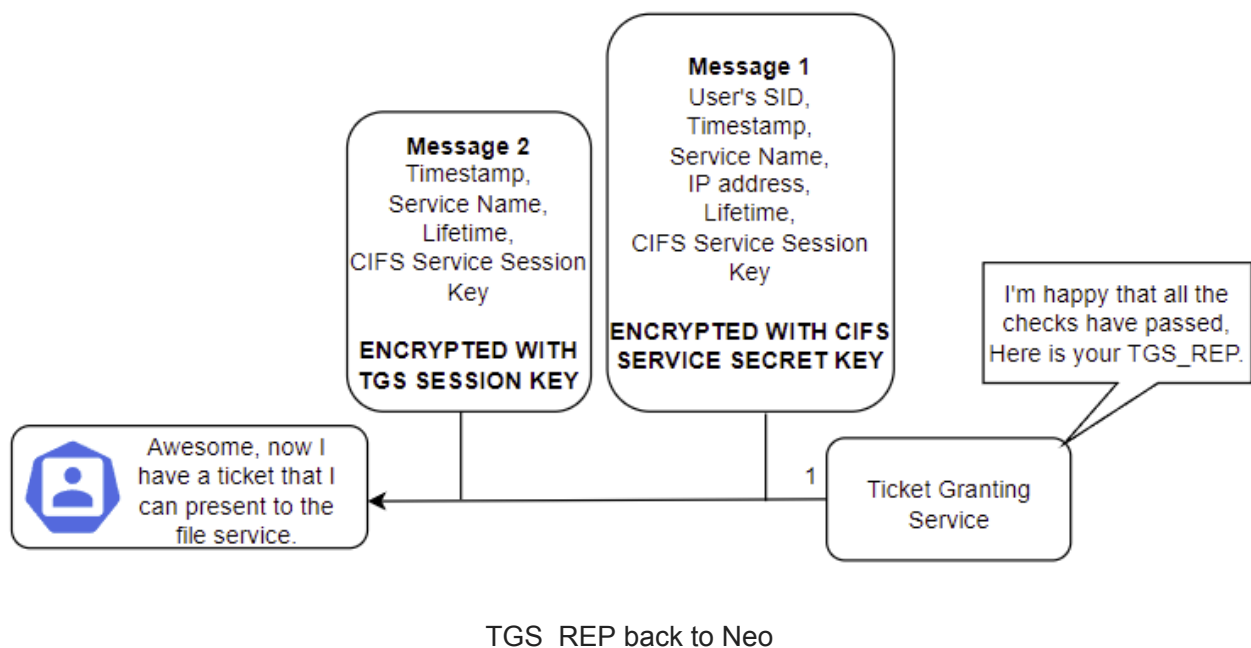 Message 1
User's SID,
Timestamp,
Service Name,
IP address,
Lifetime,
CIFS Service Session
Key
ENCRYPTED WITH CIFS
SERVICE SECRET KEY
Message 2
Timestamp,
Service Name,
Lifetime,
CIFS Service Session
Key
ENCRYPTED WITH
TGS SESSION KEY
I'm happy that all the
checks have passed,
Here is your TGS_REP.
Awesome, now I
have a ticket that I
can present to the
file service.
1
Ticket Granting
Service
TGS_REP back to Neo